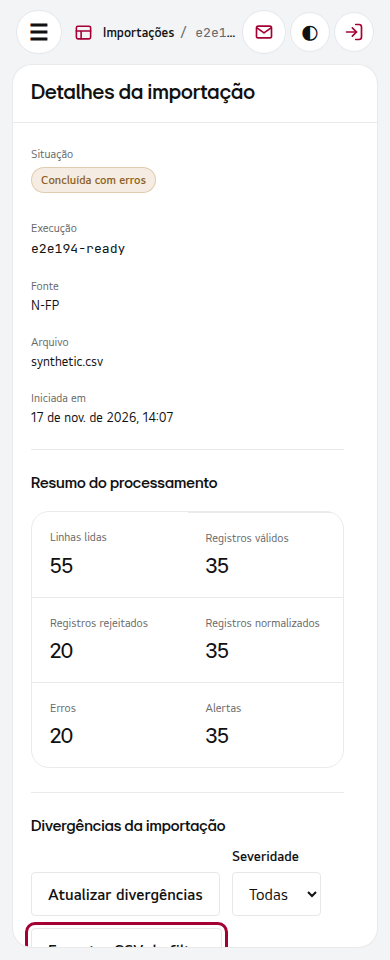 Importações / e2e1…
Detalhes da importação
Situação
Concluída com erros
Execução
e2e194-ready
Fonte
N-FP
Arquivo
synthetic.csv
Iniciada em
17 de nov. de 2026, 14:07
Resumo do processamento
Linhas lidas
55
Registros válidos
35
Registros rejeitados
20
Registros normalizados
35
Erros
20
Alertas
35
Divergências da importação
Severidade
Atualizar divergências
Todas